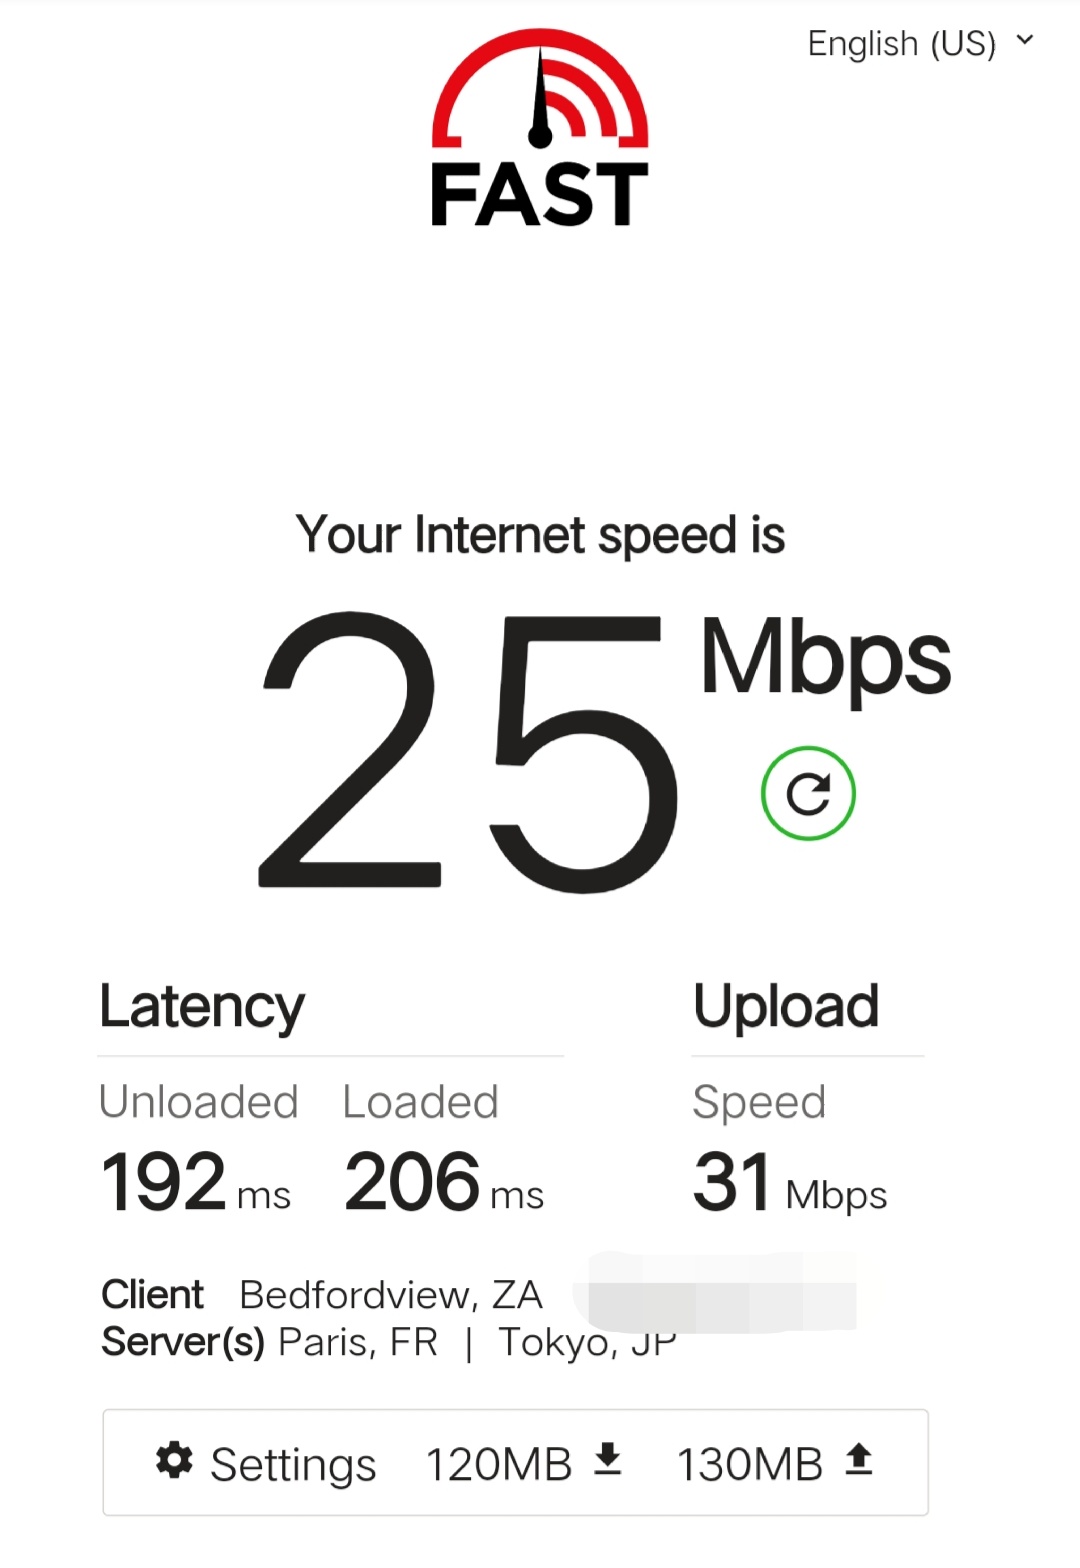 English (US)
FAST
Your Internet speed is
25 Mbps
Latency
Upload
Unloaded Loaded
Speed
192 ms 206 ms
31 Mbps
Client Bedfordview, ZA
Server(s) Paris, FR | Tokyo, JP
Settings 120MB 130MB